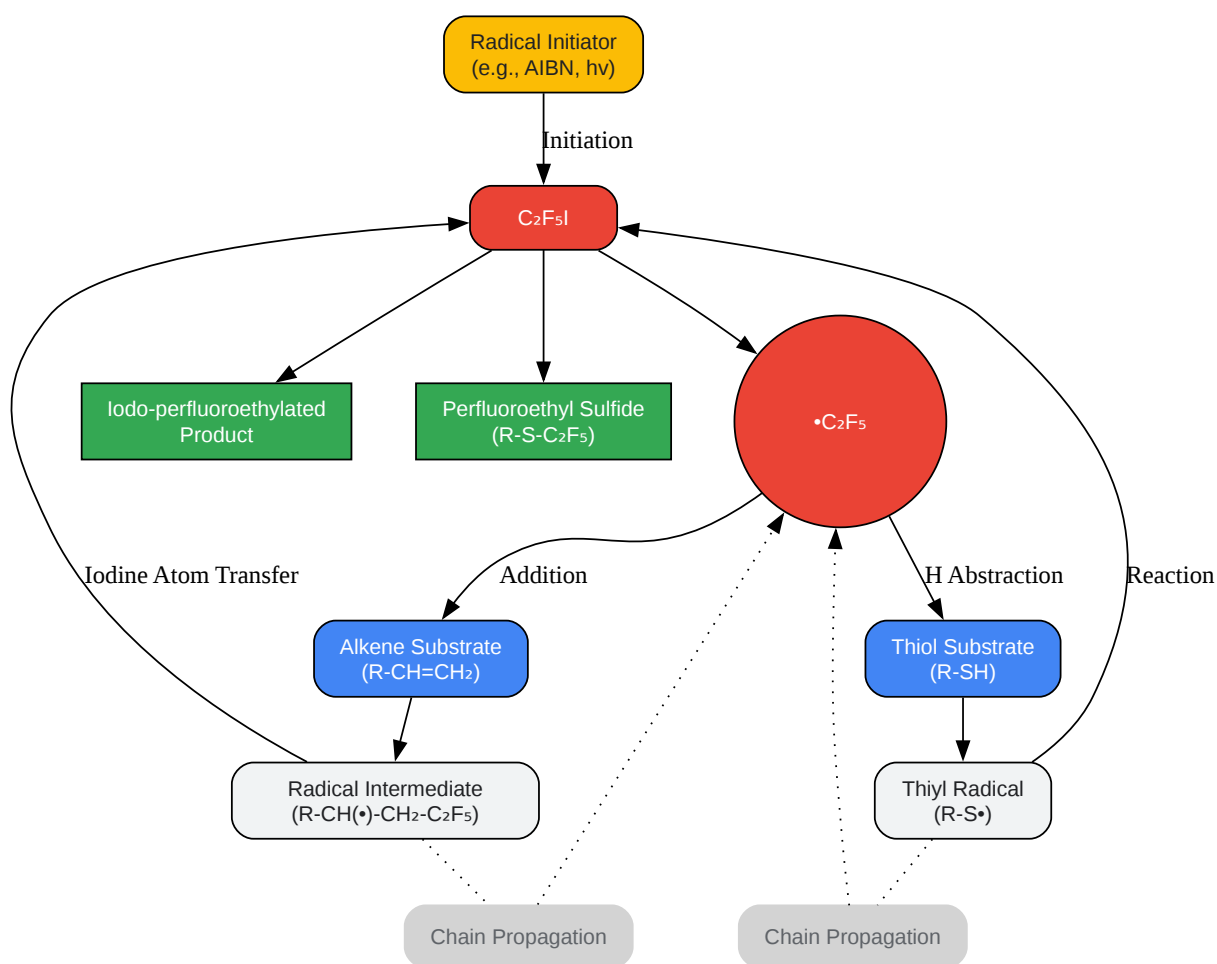 Radical Initiator
(e.g., AIBN, hv)
Initiation
C₂F₅I
Iodo-perfluoroethylated
Product
Perfluoroethyl Sulfide
(R-S-C₂F₅)
•C₂F₅
Iodine Atom Transfer
Addition
H Abstraction
Reaction
Alkene Substrate
(R-CH=CH₂)
Thiol Substrate
(R-SH)
Radical Intermediate
(R-CH(•)-CH₂-C₂F₅)
Thiyl Radical
(R-S•)
Chain Propagation
Chain Propagation